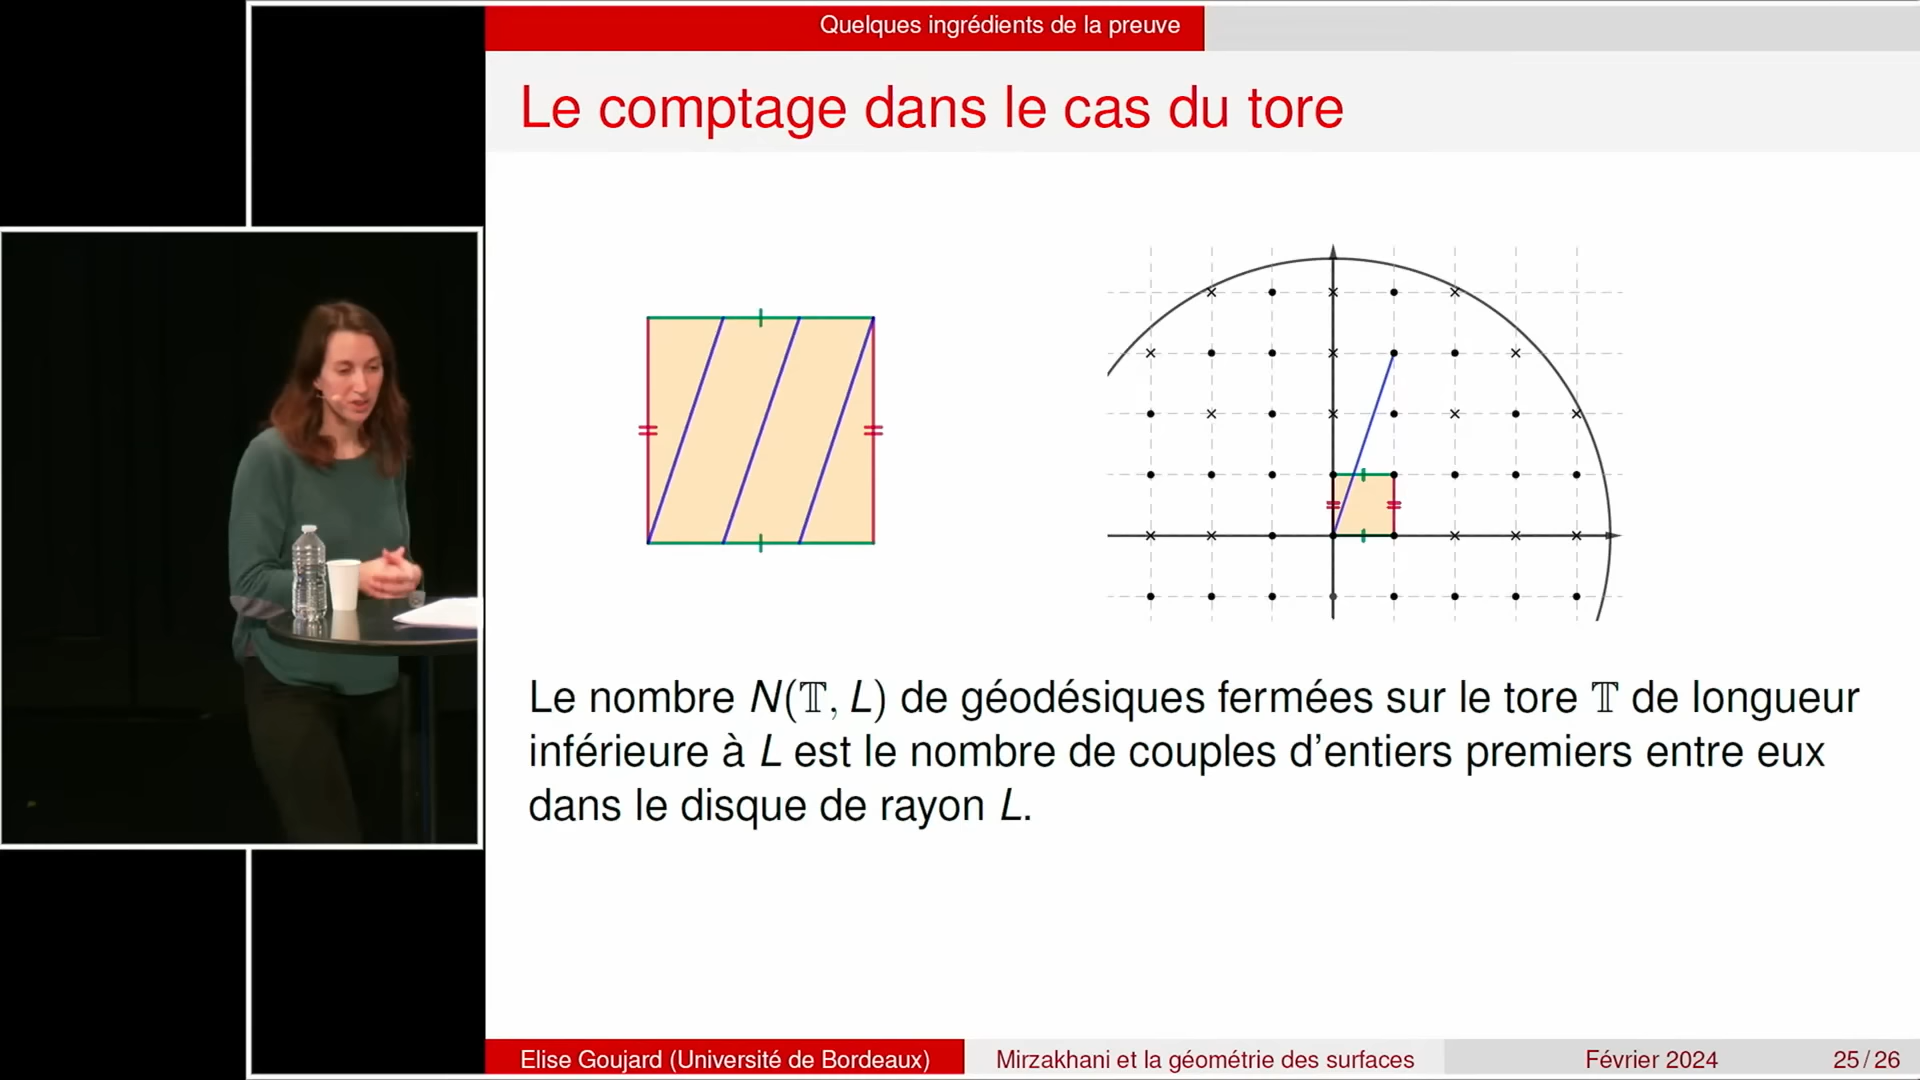 Quelques ingrédients de la preuve
Le comptage dans le cas du tore
Le nombre N(𝕋, L) de géodésiques fermées sur le tore 𝕋 de longueur
inférieure à L est le nombre de couples d'entiers premiers entre eux
dans le disque de rayon L.
Elise Goujard (Université de Bordeaux) Mirzakhani et la géométrie des surfaces Février 2024 25 / 26